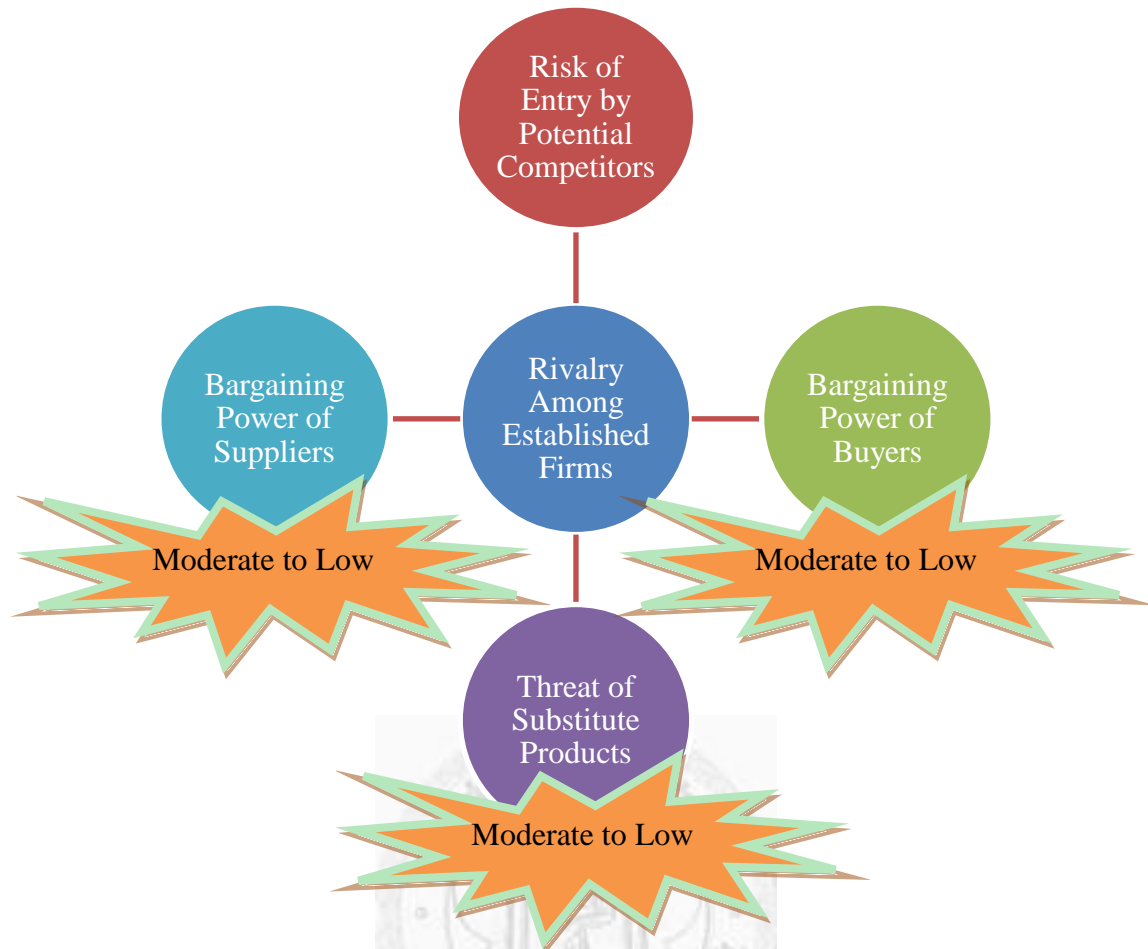 Risk of
Entry by
Potential
Competitors
Bargaining
Power of
Suppliers
Rivalry
Among
Established
Firms
Bargaining
Power of
Buyers
Moderate to Low
Moderate to Low
Threat of
Substitute
Products
Moderate to Low